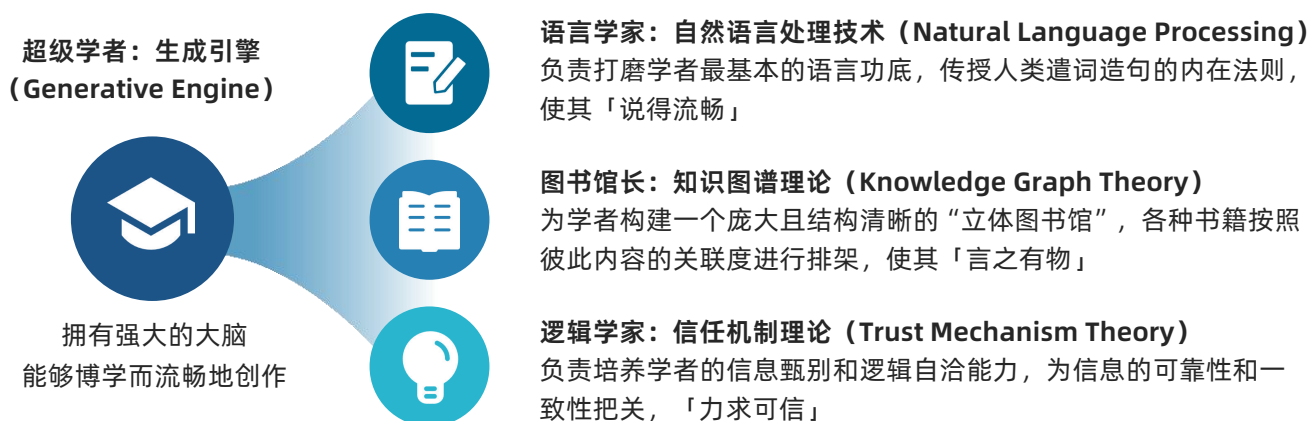 超级学者：生成引擎
（Generative Engine）
拥有强大的大脑
能够博学而流畅地创作
语言学家：自然语言处理技术（Natural Language Processing）
负责打磨学者最基本的语言功底，传授人类遣词造句的内在法则，
使其「说得流畅」
图书馆长：知识图谱理论（Knowledge Graph Theory）
为学者构建一个庞大且结构清晰的“立体图书馆”，各种书籍按照
彼此内容的关联度进行排架，使其「言之有物」
逻辑学家：信任机制理论（Trust Mechanism Theory）
负责培养学者的信息甄别和逻辑自洽能力，为信息的可靠性和一
致性把关，「力求可信」